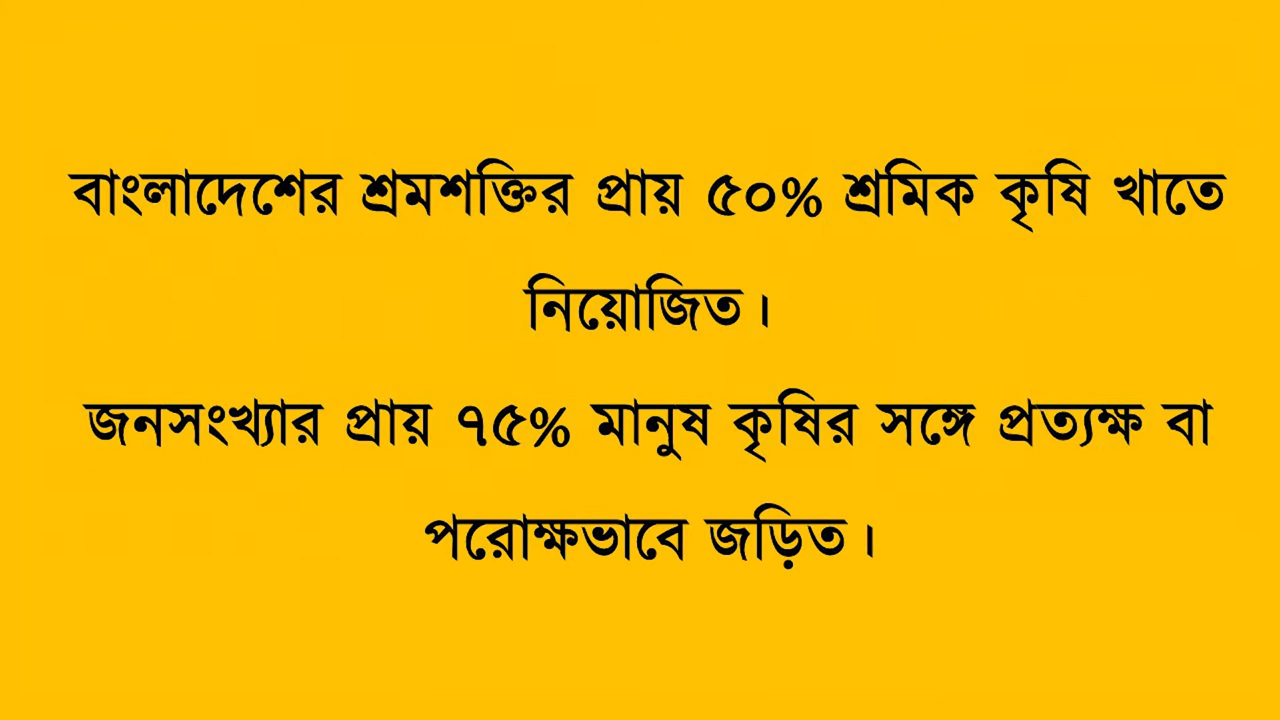 বাংলাদেশের শ্রমশক্তির প্রায় ৫০% শ্রমিক কৃষি খাতে
নিয়োজিত।
জনসংখ্যার প্রায় ৭৫% মানুষ কৃষির সঙ্গে প্রত্যক্ষ বা
পরোক্ষভাবে জড়িত।